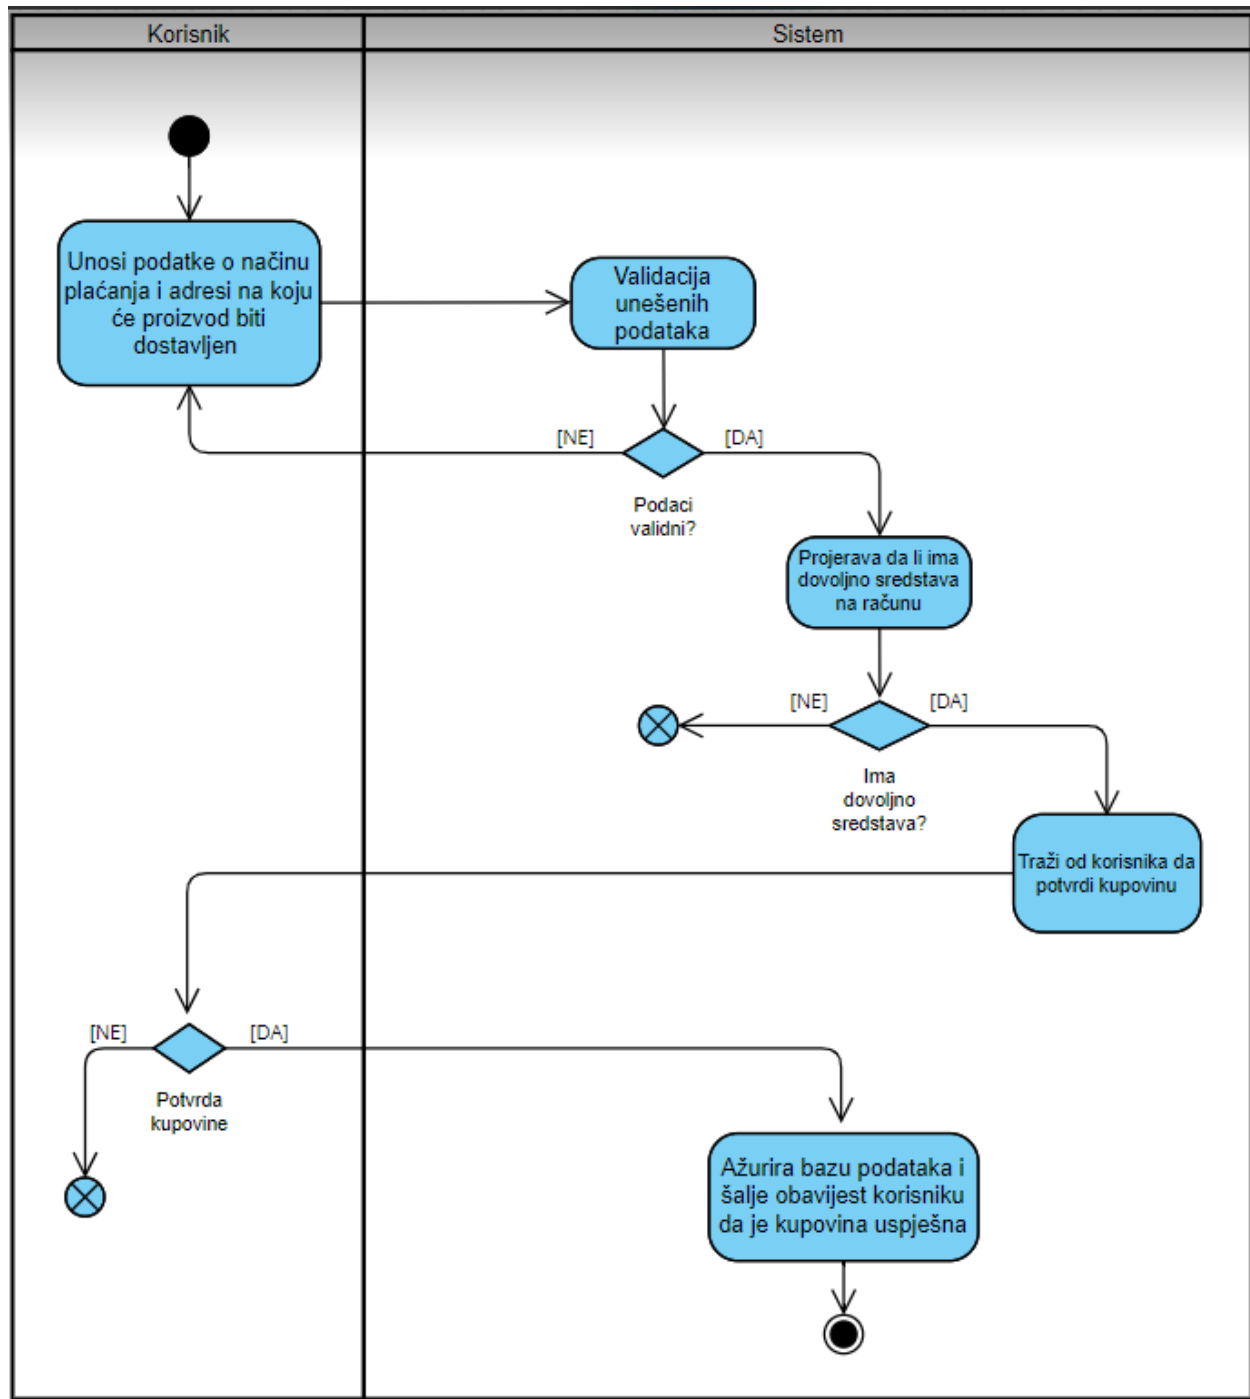 Korisnik
Sistem
Unosi podatke o načinu
plaćanja i adresi na koju
će proizvod biti
dostavljen
Validacija
unešenih
podataka
[NE]
[DA]
Podaci
validni?
Projerava da li ima
dovoljno sredstava
na računu
[NE]
[DA]
Ima
dovoljno
sredstava?
Traži od korisnika da
potvrdi kupovinu
[NE]
[DA]
Potvrda
kupovine
Ažurira bazu podataka i
šalje obavijest korisniku
da je kupovina uspješna